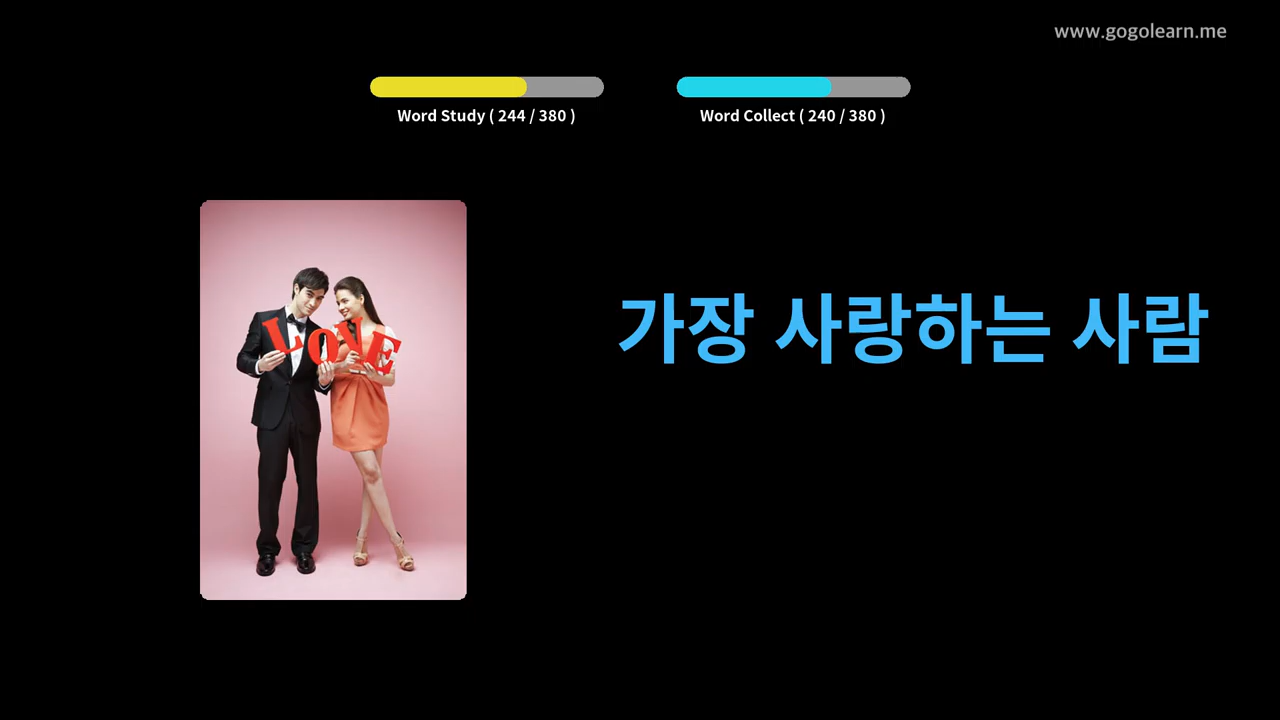 www.gogolearn.me
Word Study ( 244 / 380 )
Word Collect ( 240 / 380 )
LOVE
가장 사랑하는 사람